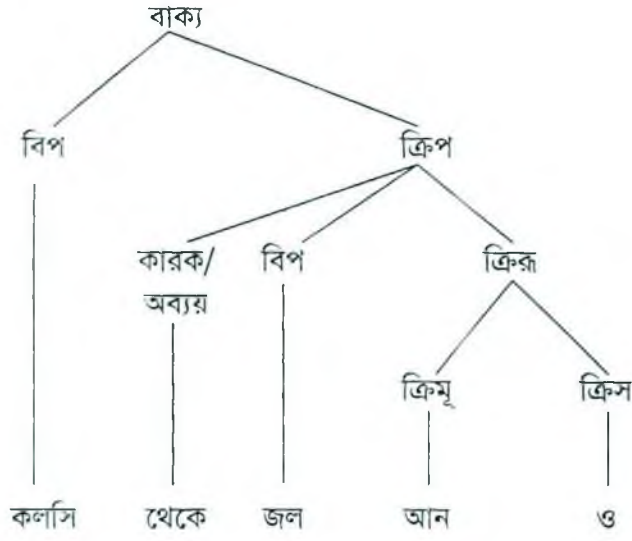 বাক্য
বিপ ক্রিপ
কারক/ বিপ ক্রিরূ
অব্যয়
ক্রিমূ ক্রিস
কলসি থেকে জল আন ও